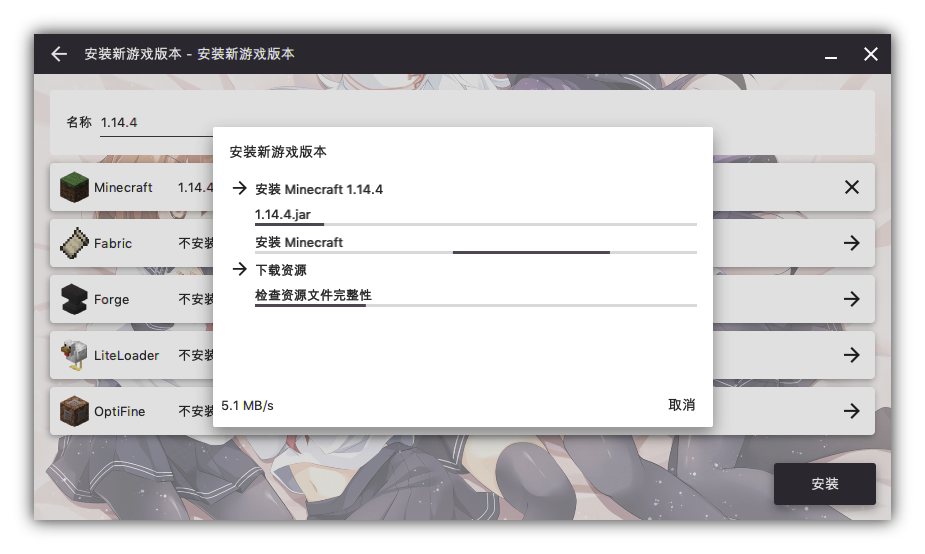 安装新游戏版本 - 安装新游戏版本
名称 1.14.4
安装新游戏版本
安装 Minecraft 1.14.4
1.14.4.jar
安装 Minecraft
下载资源
检查资源文件完整性
5.1 MB/s 取消
Minecraft 1.14.4
Fabric 不安装
Forge 不安装
LiteLoader 不安装
OptiFine 不安装
安装